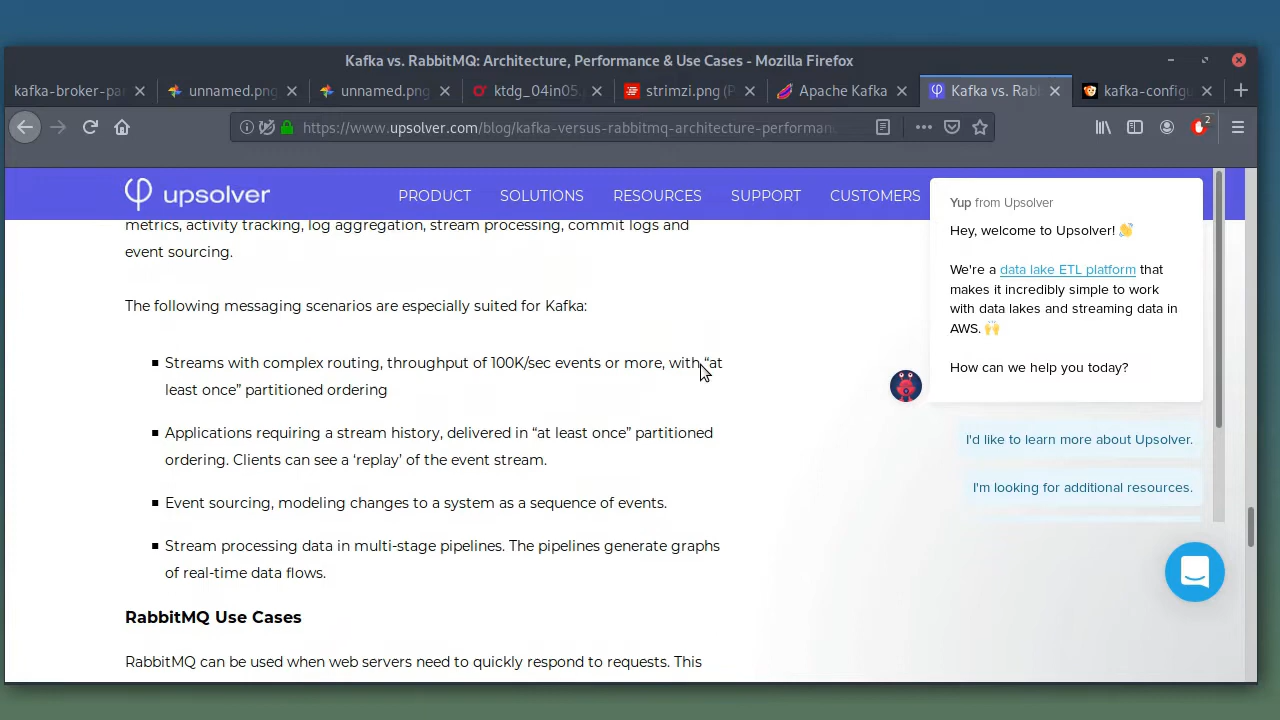 Kafka vs. RabbitMQ: Architecture, Performance & Use Cases - Mozilla Firefox
kafka-broker-par
unnamed.png
unnamed.png
ktdg_04in05.
strimzi.png (P
Apache Kafka
Kafka vs. Rabb
kafka-configu
https://www.upsolver.com/blog/kafka-versus-rabbitmq-architecture-performan
2
upsolver
PRODUCT
SOLUTIONS
RESOURCES
SUPPORT
CUSTOMERS
metrics, activity tracking, log aggregation, stream processing, commit logs and
event sourcing.
The following messaging scenarios are especially suited for Kafka:
Streams with complex routing, throughput of 100K/sec events or more, with “at
least once” partitioned ordering
Applications requiring a stream history, delivered in “at least once” partitioned
ordering. Clients can see a ‘replay’ of the event stream.
Event sourcing, modeling changes to a system as a sequence of events.
Stream processing data in multi-stage pipelines. The pipelines generate graphs
of real-time data flows.
RabbitMQ Use Cases
RabbitMQ can be used when web servers need to quickly respond to requests. This
Yup from Upsolver
Hey, welcome to Upsolver! 👋
We're a data lake ETL platform that
makes it incredibly simple to work
with data lakes and streaming data in
AWS. 🙌
How can we help you today?
I'd like to learn more about Upsolver.
I'm looking for additional resources.